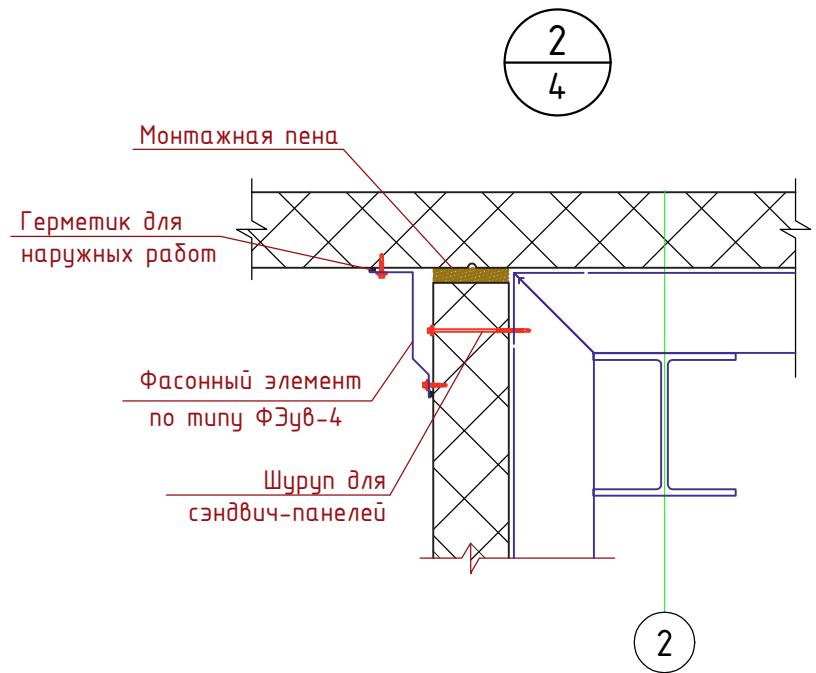 2
4
Монтажная пена
Герметик для
наружных работ
Фасонный элемент
по типу ФЭув-4
Шуруп для
сэндвич-панелей
2